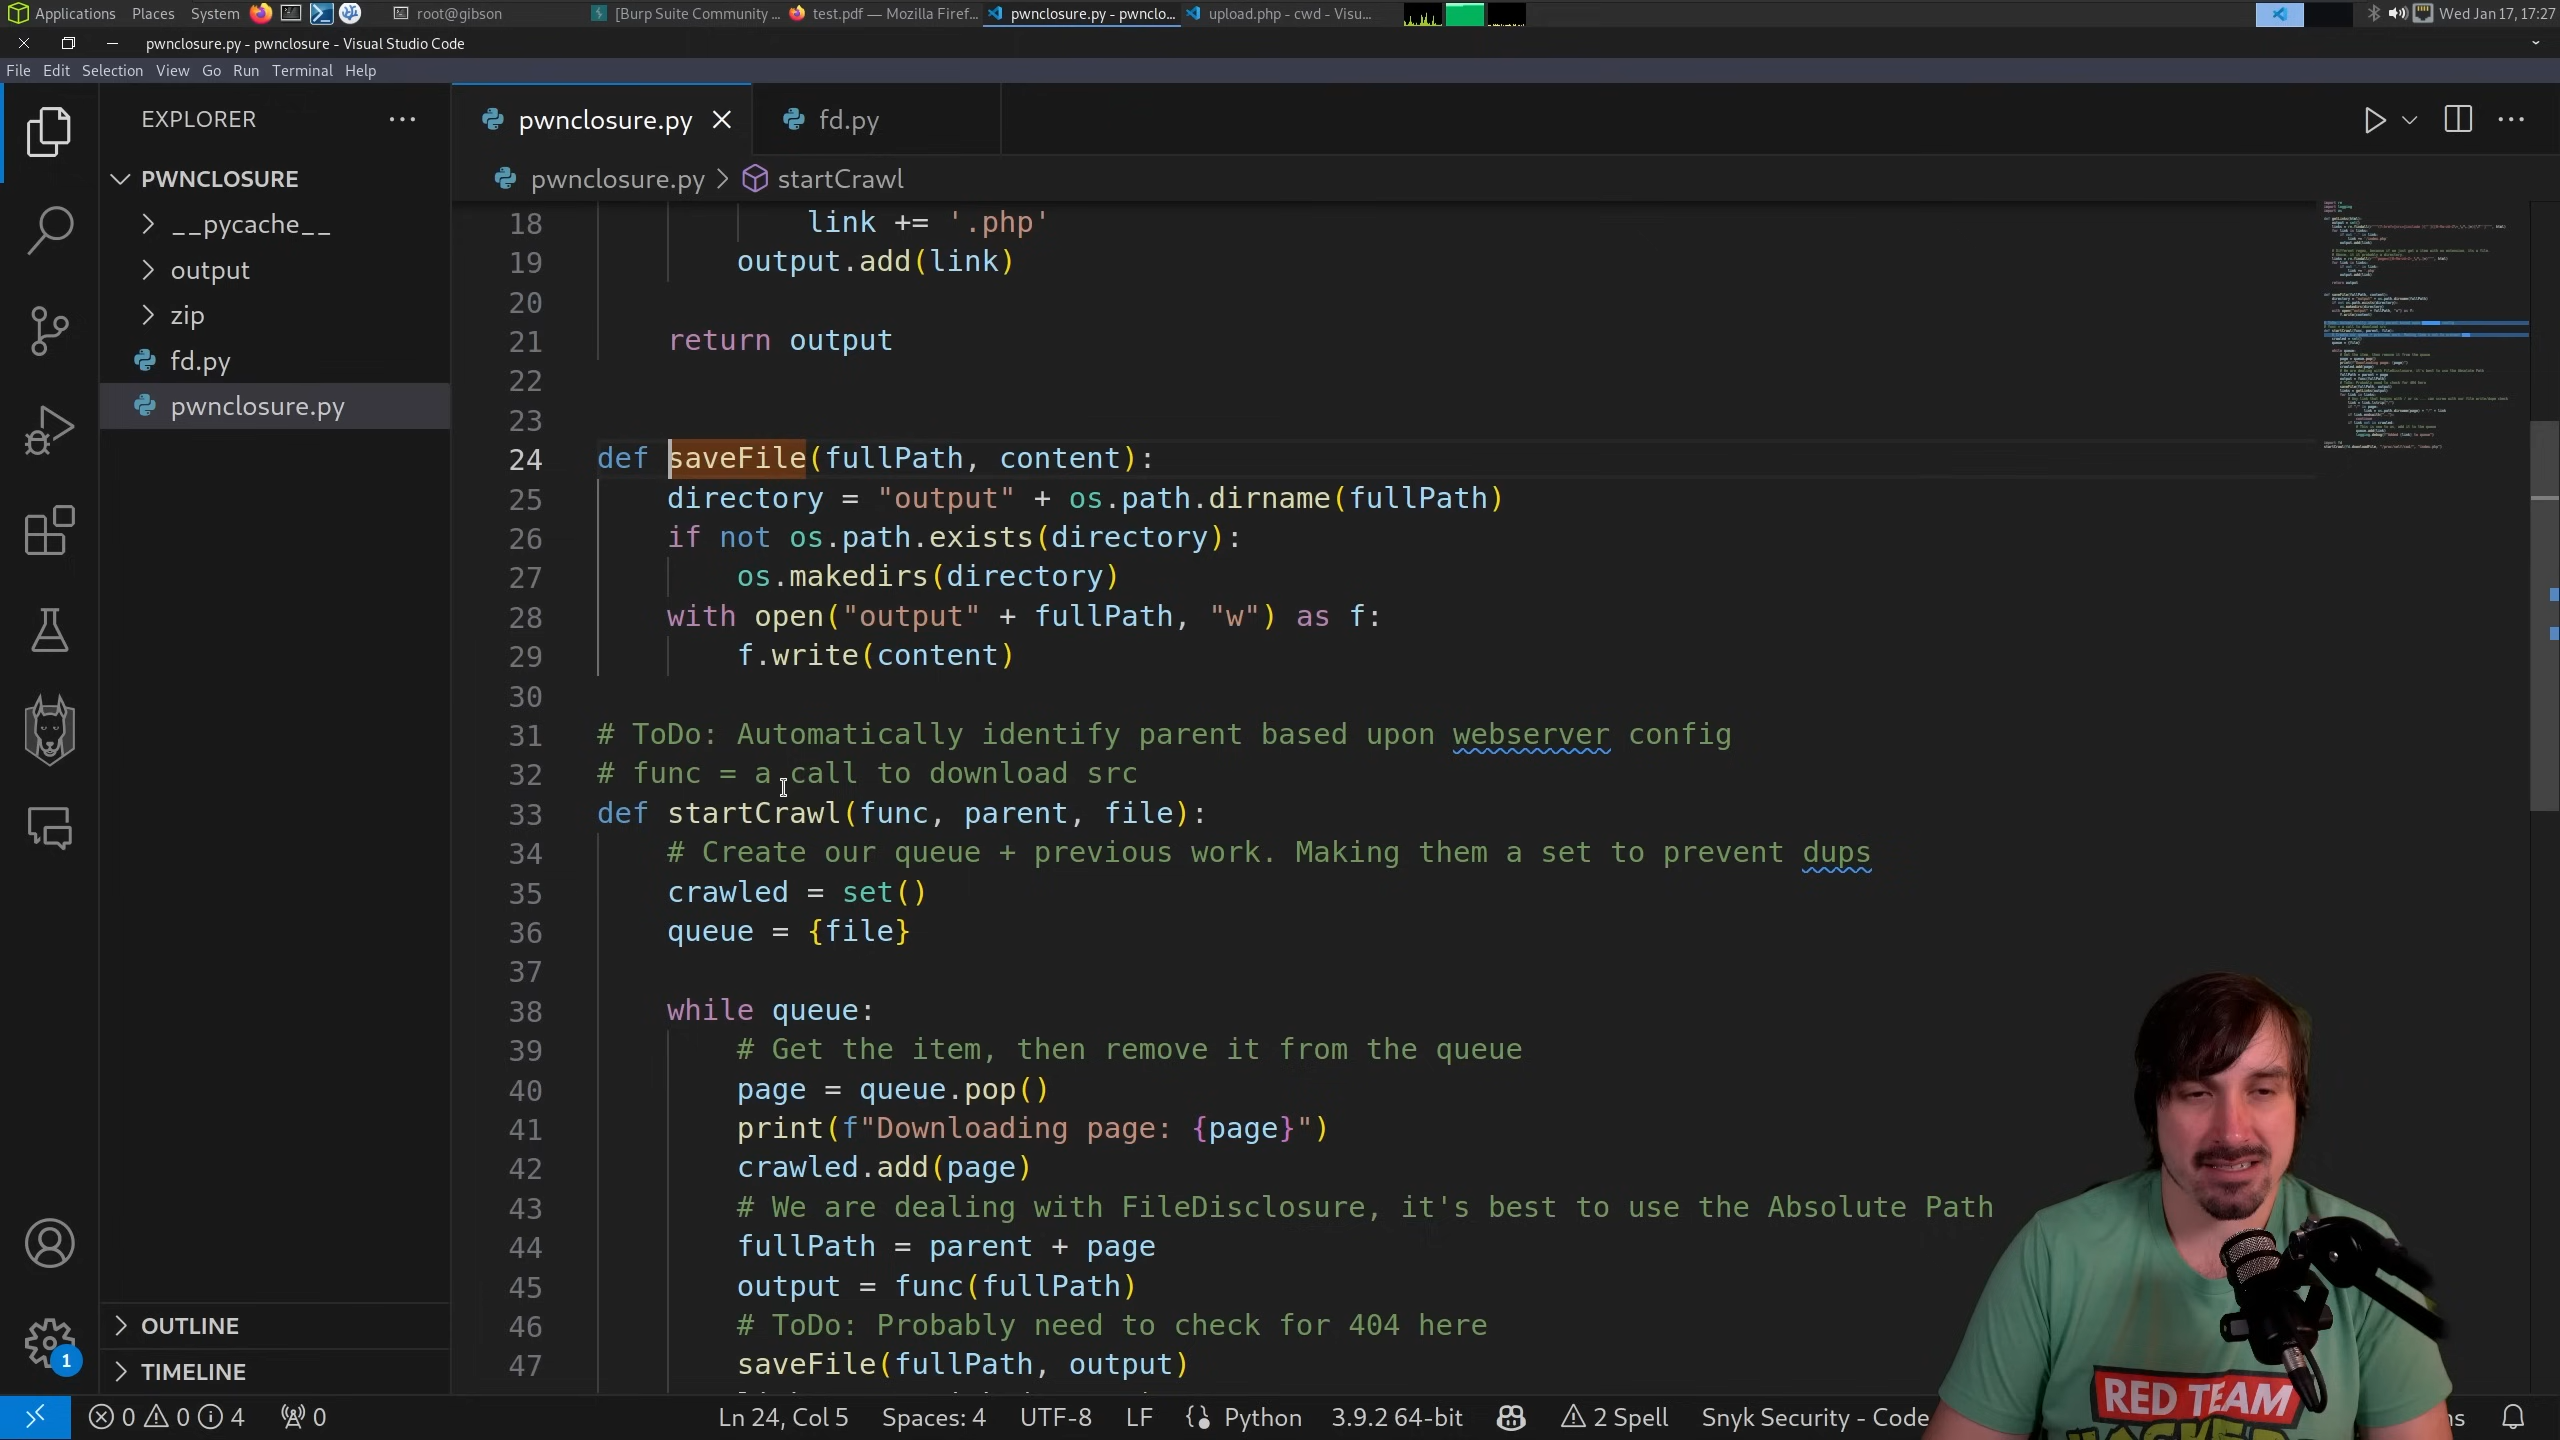 Applications Places System root@gibson [Burp Suite Community ... test.pdf — Mozilla Firef... pwnclosure.py - pwnclo... upload.php - cwd - Visu... Wed Jan 17, 17:27
pwnclosure.py - pwnclosure - Visual Studio Code
File Edit Selection View Go Run Terminal Help
EXPLORER
pwnclosure.py fd.py
PWNCLOSURE
pwnclosure.py > startCrawl
__pycache__
output
zip
fd.py
pwnclosure.py
18 link += '.php'
19 output.add(link)
20
21 return output
22
23
24 def saveFile(fullPath, content):
25 directory = "output" + os.path.dirname(fullPath)
26 if not os.path.exists(directory):
27 os.makedirs(directory)
28 with open("output" + fullPath, "w") as f:
29 f.write(content)
30
31 # ToDo: Automatically identify parent based upon webserver config
32 # func = a call to download src
33 def startCrawl(func, parent, file):
34 # Create our queue + previous work. Making them a set to prevent dups
35 crawled = set()
36 queue = {file}
37
38 while queue:
39 # Get the item, then remove it from the queue
40 page = queue.pop()
41 print(f"Downloading page: {page}")
42 crawled.add(page)
43 # We are dealing with FileDisclosure, it's best to use the Absolute Path
44 fullPath = parent + page
45 output = func(fullPath)
46 # ToDo: Probably need to check for 404 here
47 saveFile(fullPath, output)
OUTLINE
TIMELINE
1
0 0 4 0 Ln 24, Col 5 Spaces: 4 UTF-8 LF Python 3.9.2 64-bit 2 Spell Snyk Security - Code
RED TEAM